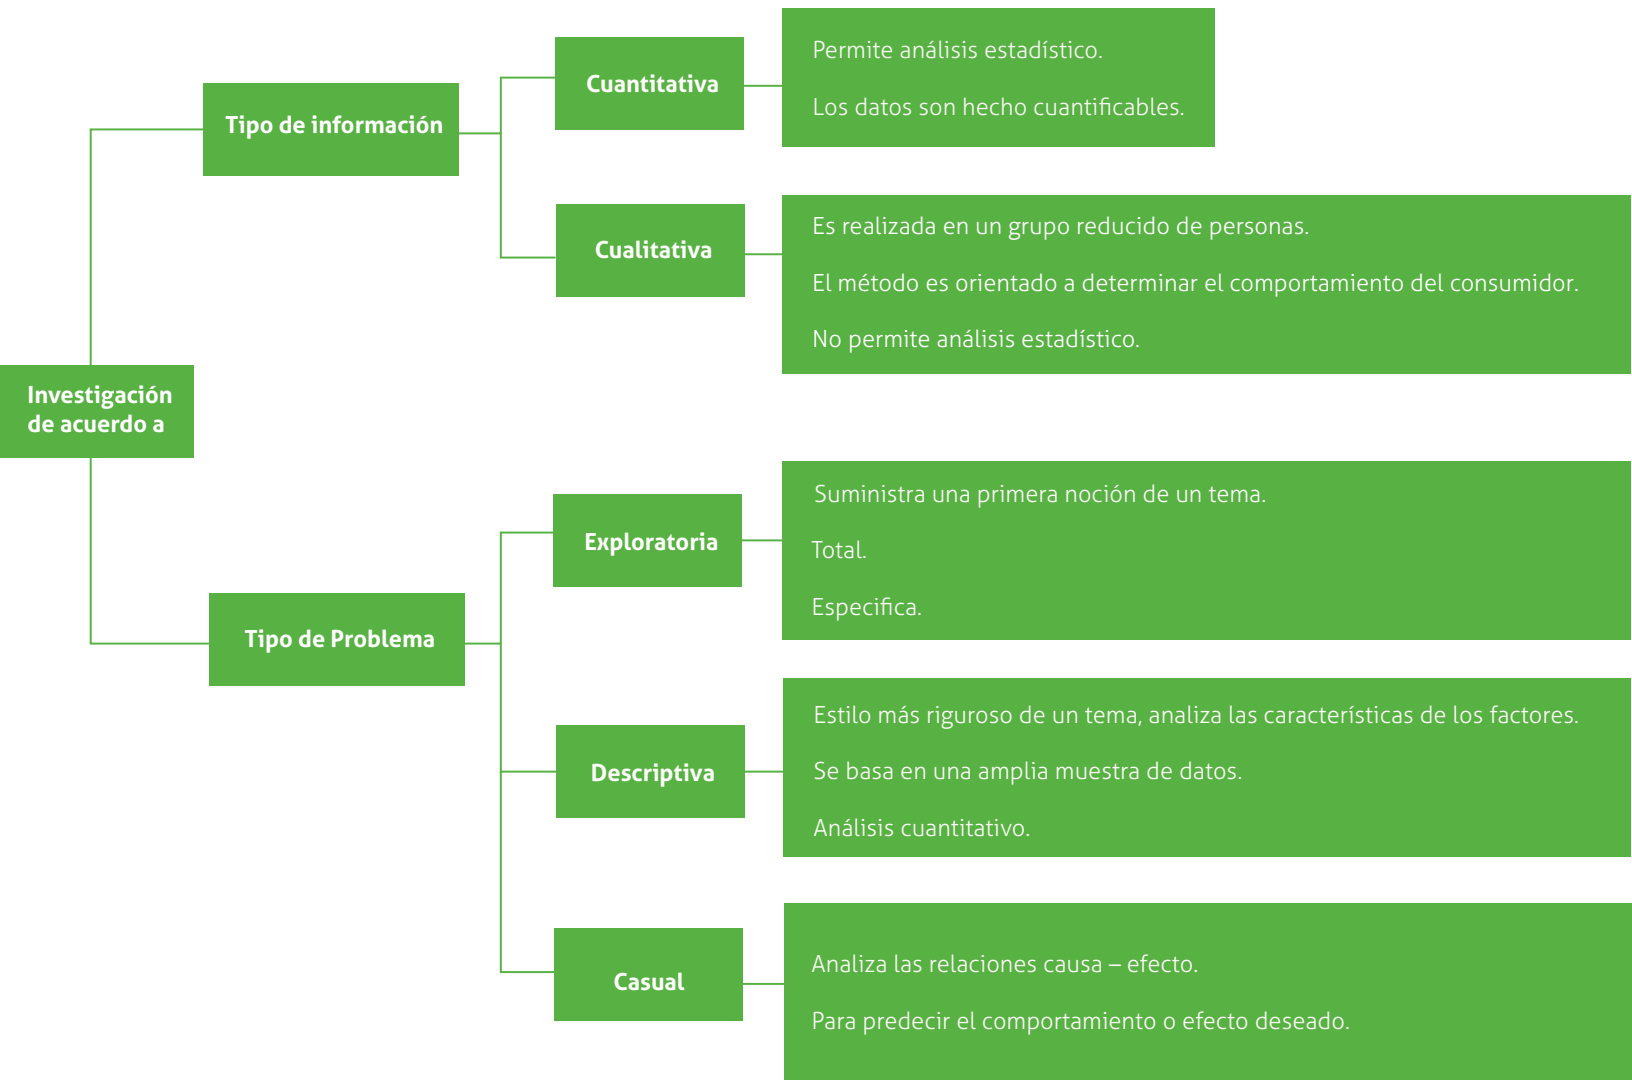 Investigación
de acuerdo a
Tipo de información
Cuantitativa
Permite análisis estadístico.
Los datos son hecho cuantificables.
Cualitativa
Es realizada en un grupo reducido de personas.
El método es orientado a determinar el comportamiento del consumidor.
No permite análisis estadístico.
Tipo de Problema
Exploratoria
Suministra una primera noción de un tema.
Total.
Especifica.
Descriptiva
Estilo más riguroso de un tema, analiza las características de los factores.
Se basa en una amplia muestra de datos.
Análisis cuantitativo.
Casual
Analiza las relaciones causa – efecto.
Para predecir el comportamiento o efecto deseado.